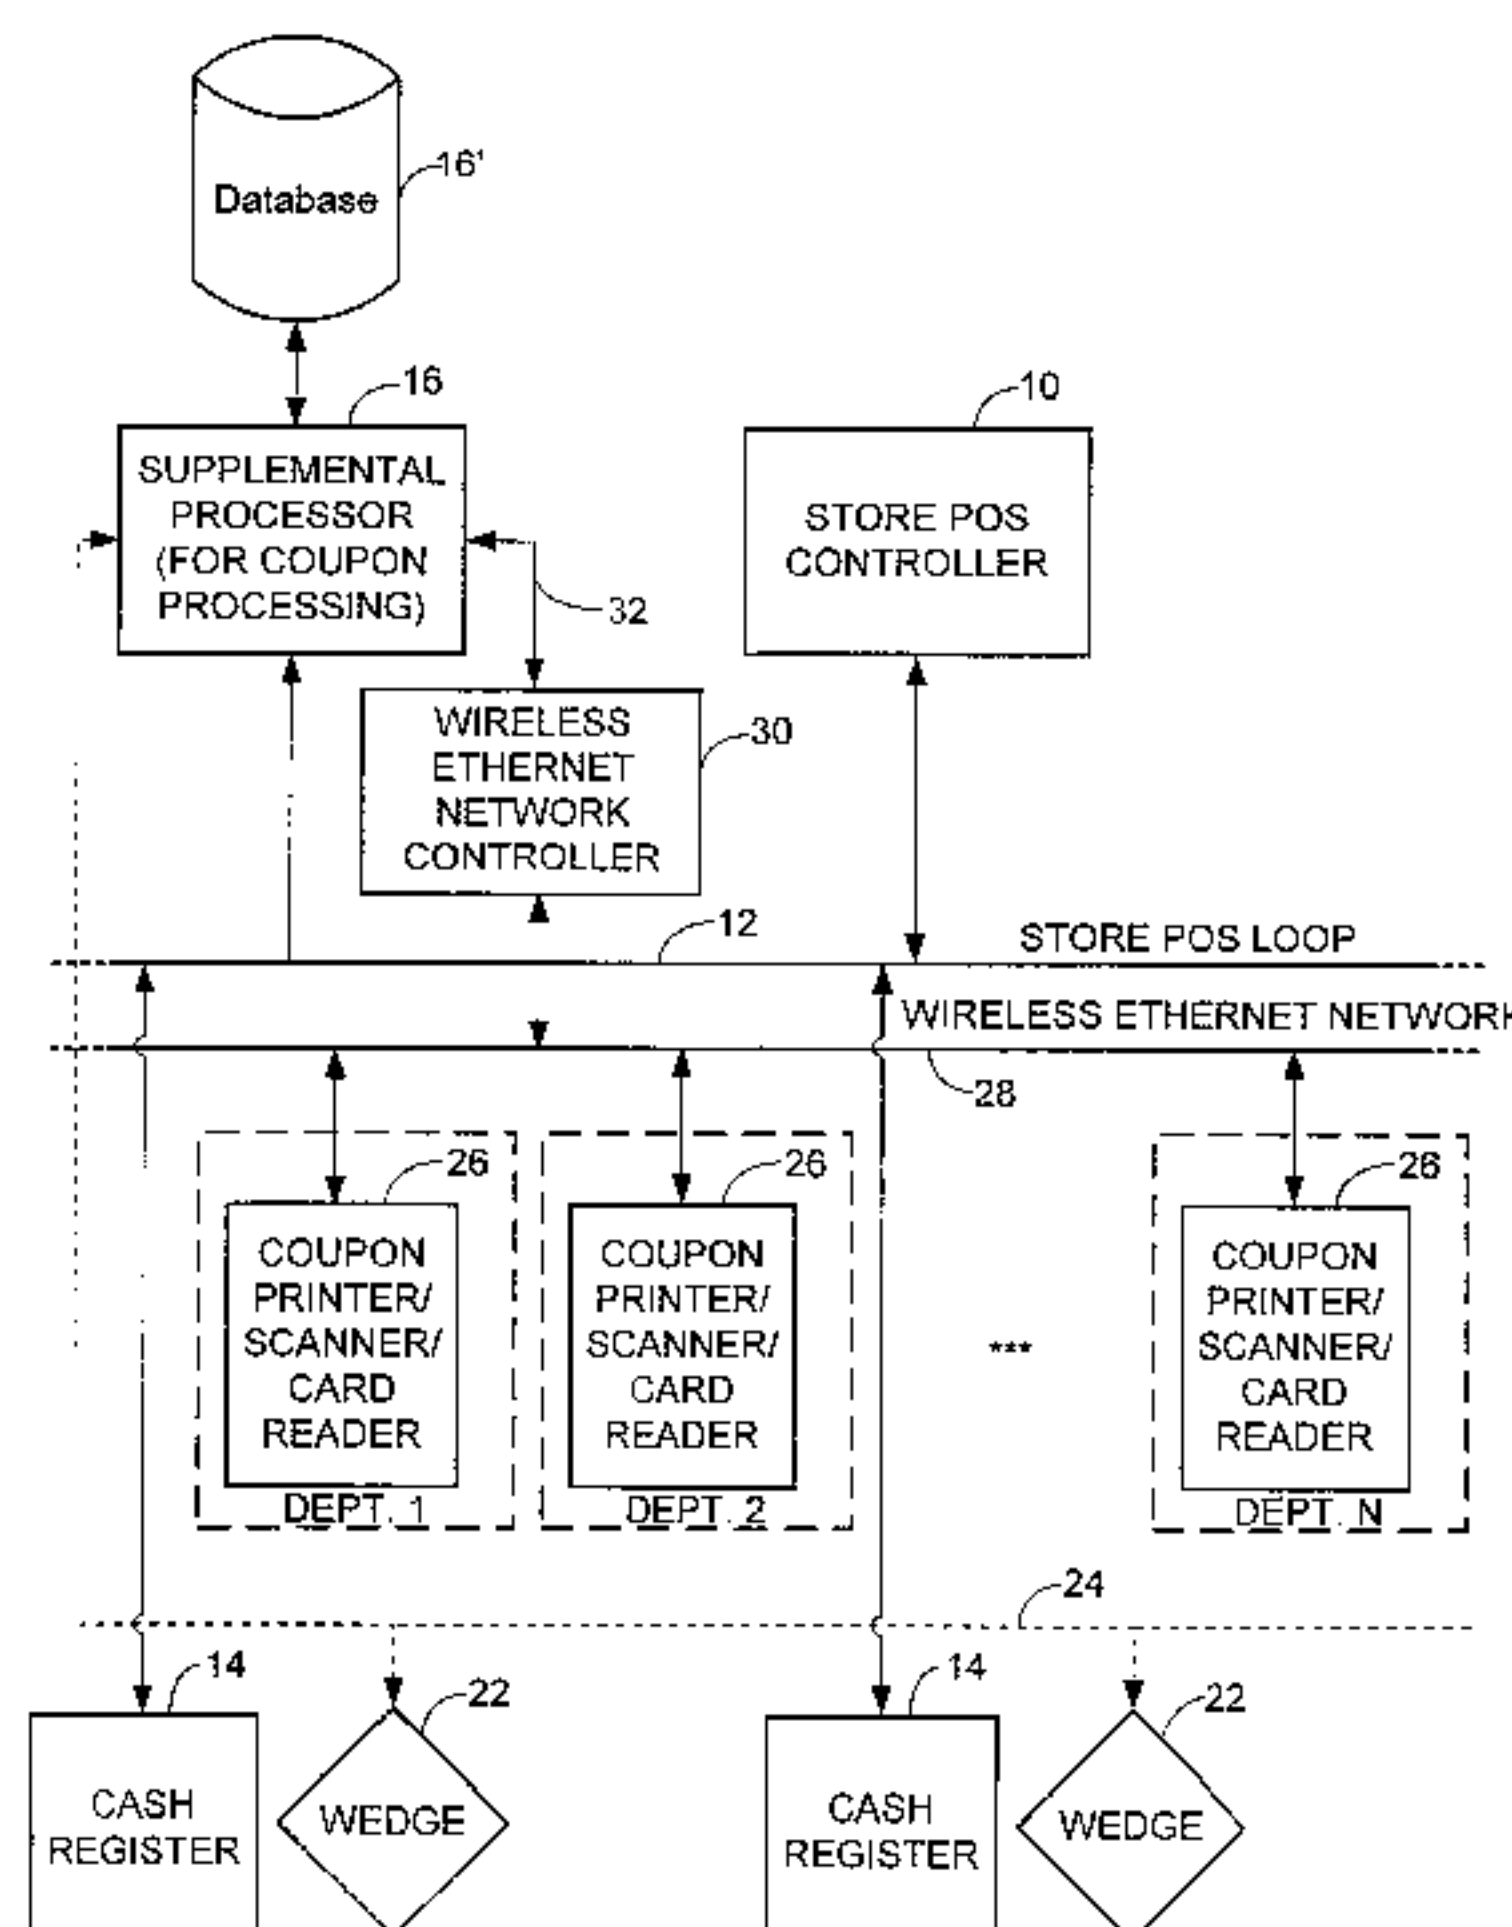 Database
16'
16
10
SUPPLEMENTAL
PROCESSOR
(FOR COUPON
PROCESSING)
STORE POS
CONTROLLER
32
WIRELESS
ETHERNET
NETWORK
CONTROLLER
30
12
STORE POS LOOP
WIRELESS ETHERNET NETWORK
28
26
26
26
COUPON
PRINTER/
SCANNER/
CARD
READER
DEPT. 1
COUPON
PRINTER/
SCANNER/
CARD
READER
DEPT. 2
***
COUPON
PRINTER/
SCANNER/
CARD
READER
DEPT. N
24
14
22
14
22
CASH
REGISTER
WEDGE
CASH
REGISTER
WEDGE